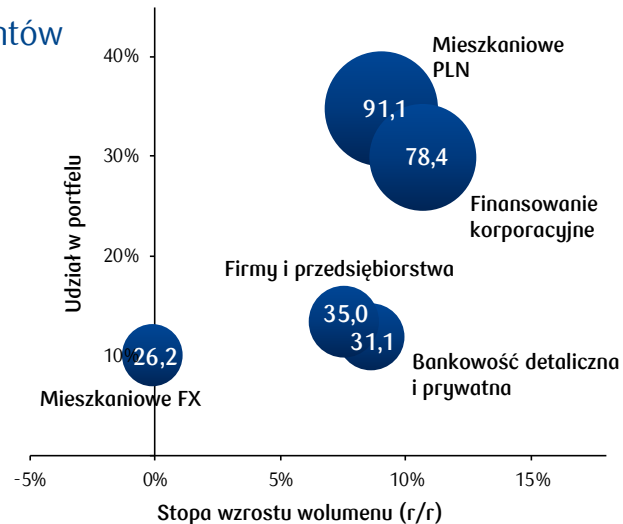 ntów
Mieszkaniowe
PLN
40%
91,1
78,4
30%
Finansowanie
korporacyjne
Udział w portfelu
20%
Firmy i przedsiębiorstwa
35,0
31,1
10%
26,2
Bankowość detaliczna
i prywatna
Mieszkaniowe FX
-5%
0%
5%
10%
15%
Stopa wzrostu wolumenu (r/r)